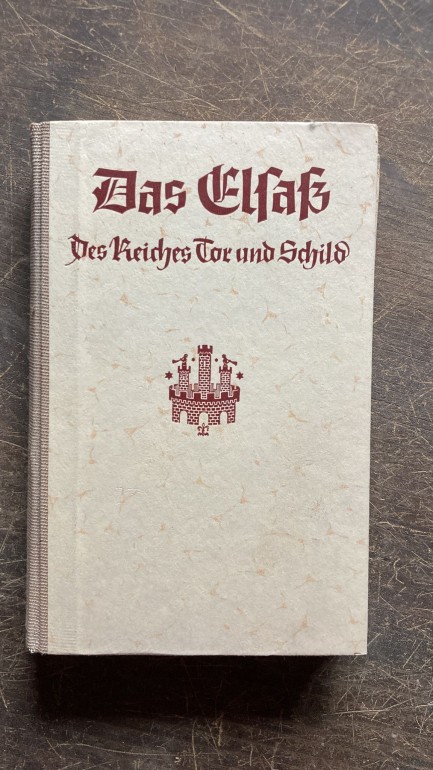 Das Elſaß
Des Reiches Tor und Schild